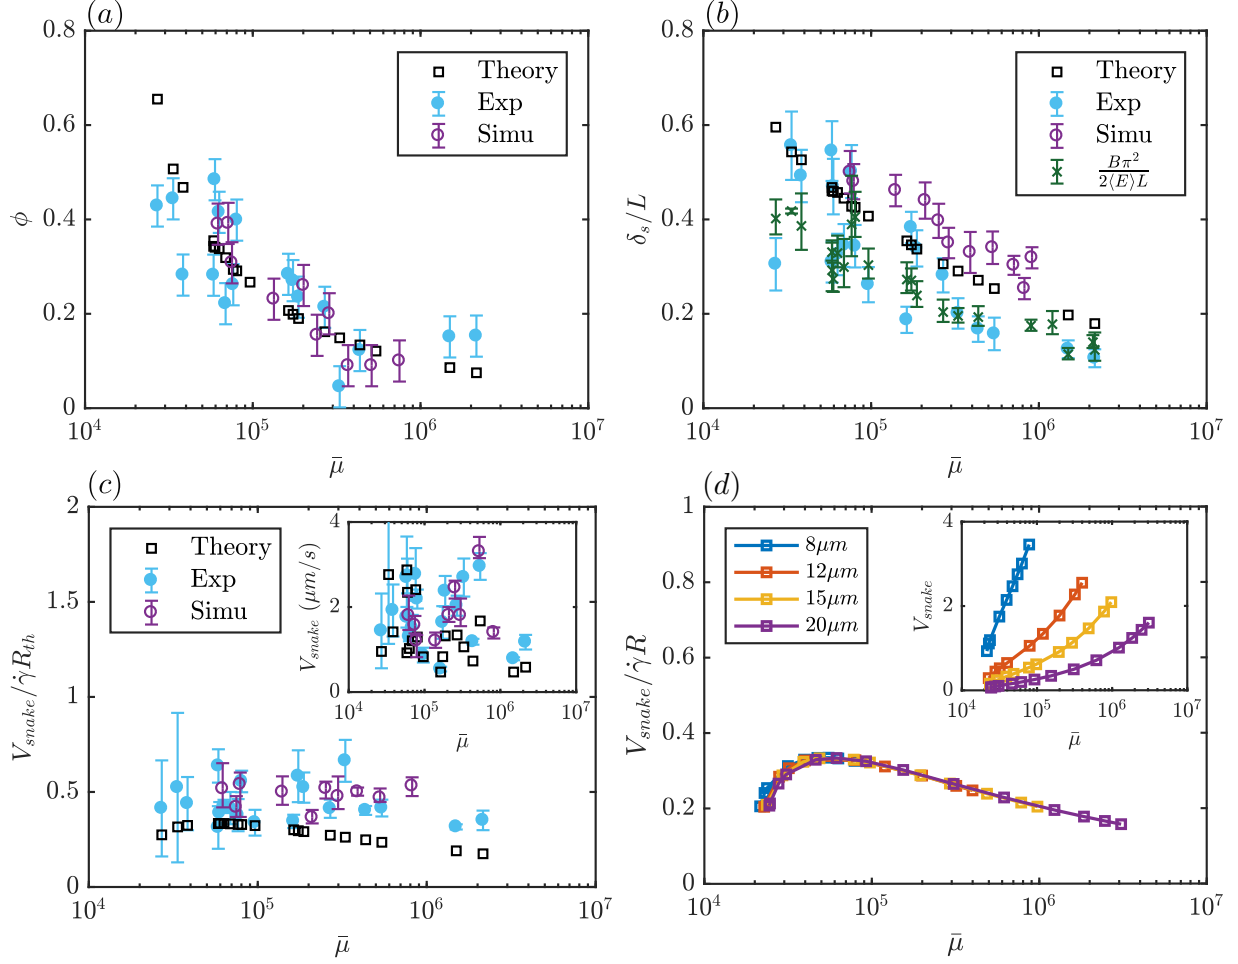 (a)
0.8
0.6
0.4
0.2
0
ϕ
10^4
10^5
10^6
10^7
μ̄
Theory
Exp
Simu
(b)
0.8
0.6
0.4
0.2
0
δ_s/L
10^4
10^5
10^6
10^7
μ̄
Theory
Exp
Simu
Bπ^2
2⟨E⟩L
(c)
2
1.5
1
0.5
0
V_snake/γ̇R_th
10^4
10^5
10^6
10^7
μ̄
Theory
Exp
Simu
4
2
0
V_snake (μm/s)
10^4
10^5
10^6
10^7
μ̄
(d)
1
0.8
0.6
0.4
0.2
0
V_snake/γ̇R
10^4
10^5
10^6
10^7
μ̄
8μm
12μm
15μm
20μm
4
2
0
V_snake
10^4
10^5
10^6
10^7
μ̄